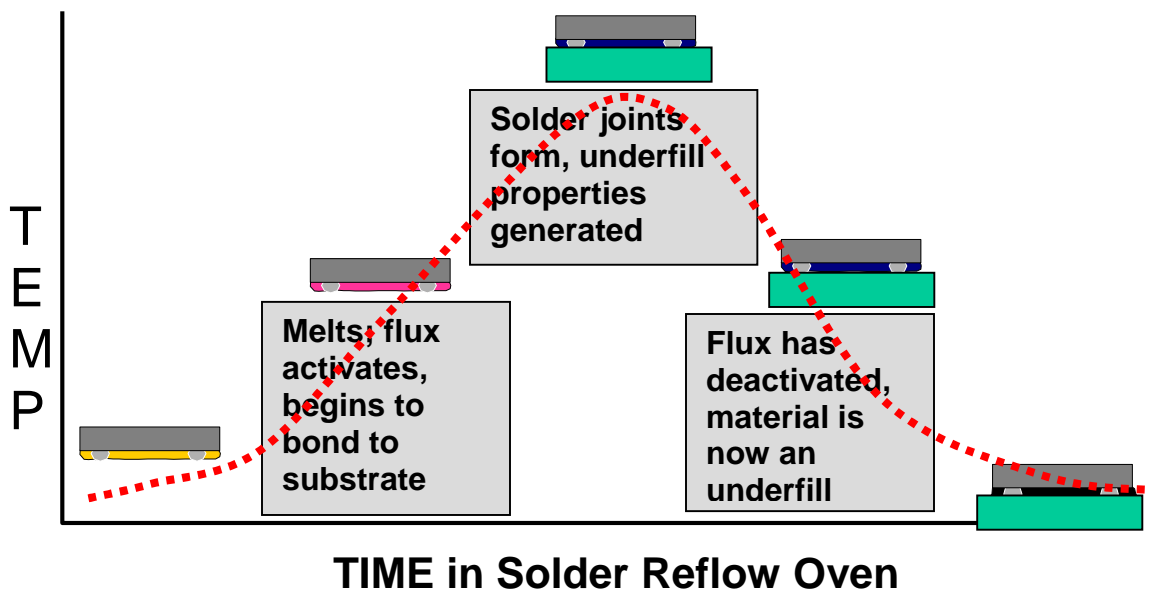 TEMP
Solder joints
form, underfill
properties
generated
Melts; flux
activates,
begins to
bond to
substrate
Flux has
deactivated,
material is
now an
underfill
TIME in Solder Reflow Oven